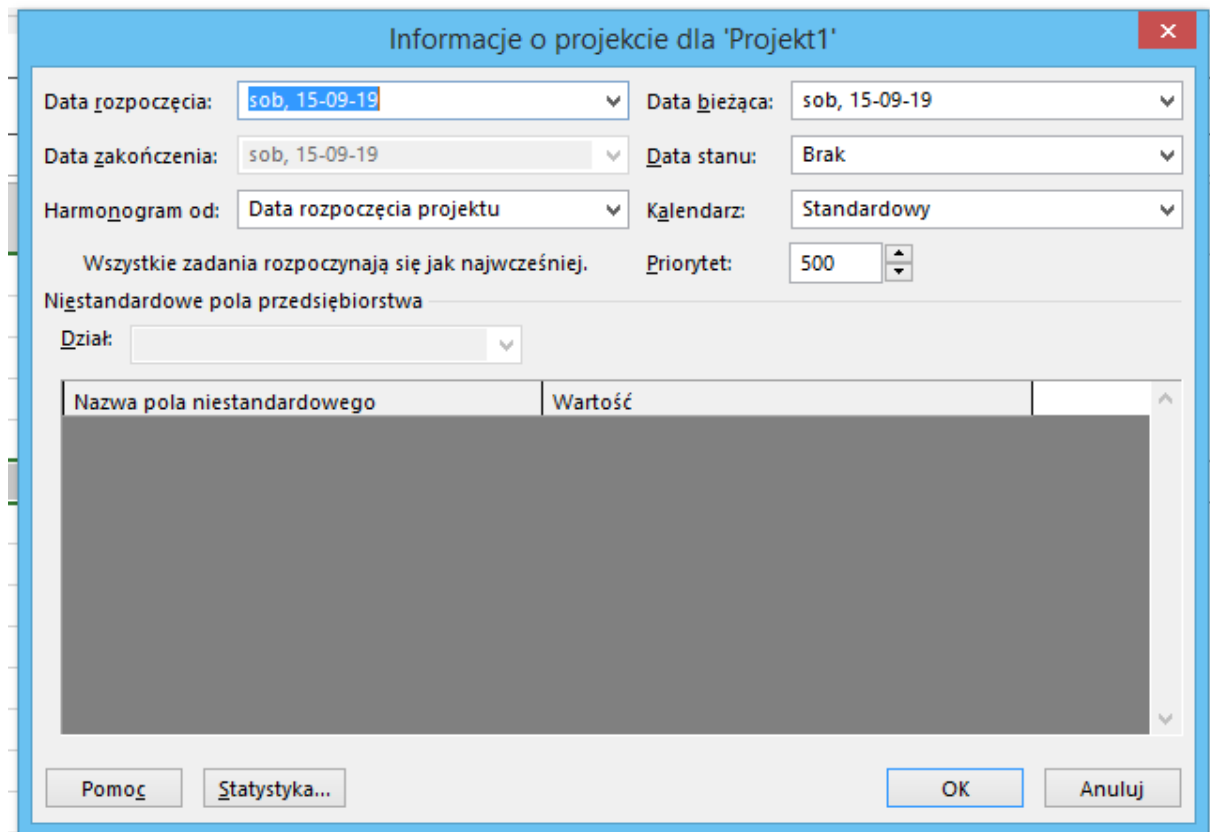 Informacje o projekcie dla 'Projekt1'
Data rozpoczęcia: sob, 15-09-19 Data bieżąca: sob, 15-09-19
Data zakończenia: sob, 15-09-19 Data stanu: Brak
Harmonogram od: Data rozpoczęcia projektu Kalendarz: Standardowy
Wszystkie zadania rozpoczynają się jak najwcześniej. Priorytet: 500
Niestandardowe pola przedsiębiorstwa
Dział:
Nazwa pola niestandardowego Wartość
Pomoc Statystyka... OK Anuluj